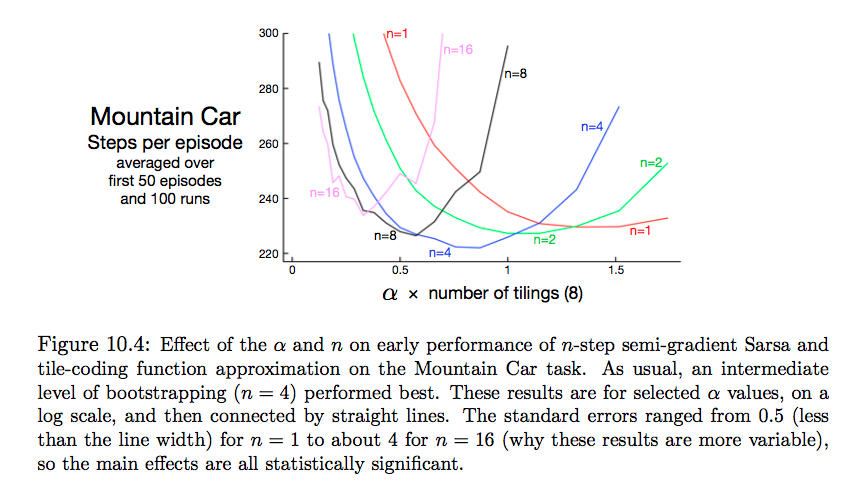 300
280
260
240
220
0
0.5
1
1.5
n=1
n=16
n=8
n=4
n=2
n=16
n=8
n=4
n=2
n=1
Mountain Car
Steps per episode
averaged over
first 50 episodes
and 100 runs
α × number of tilings (8)
Figure 10.4: Effect of the α and n on early performance of n-step semi-gradient Sarsa and
tile-coding function approximation on the Mountain Car task. As usual, an intermediate
level of bootstrapping (n = 4) performed best. These results are for selected α values, on a
log scale, and then connected by straight lines. The standard errors ranged from 0.5 (less
than the line width) for n = 1 to about 4 for n = 16 (why these results are more variable),
so the main effects are all statistically significant.